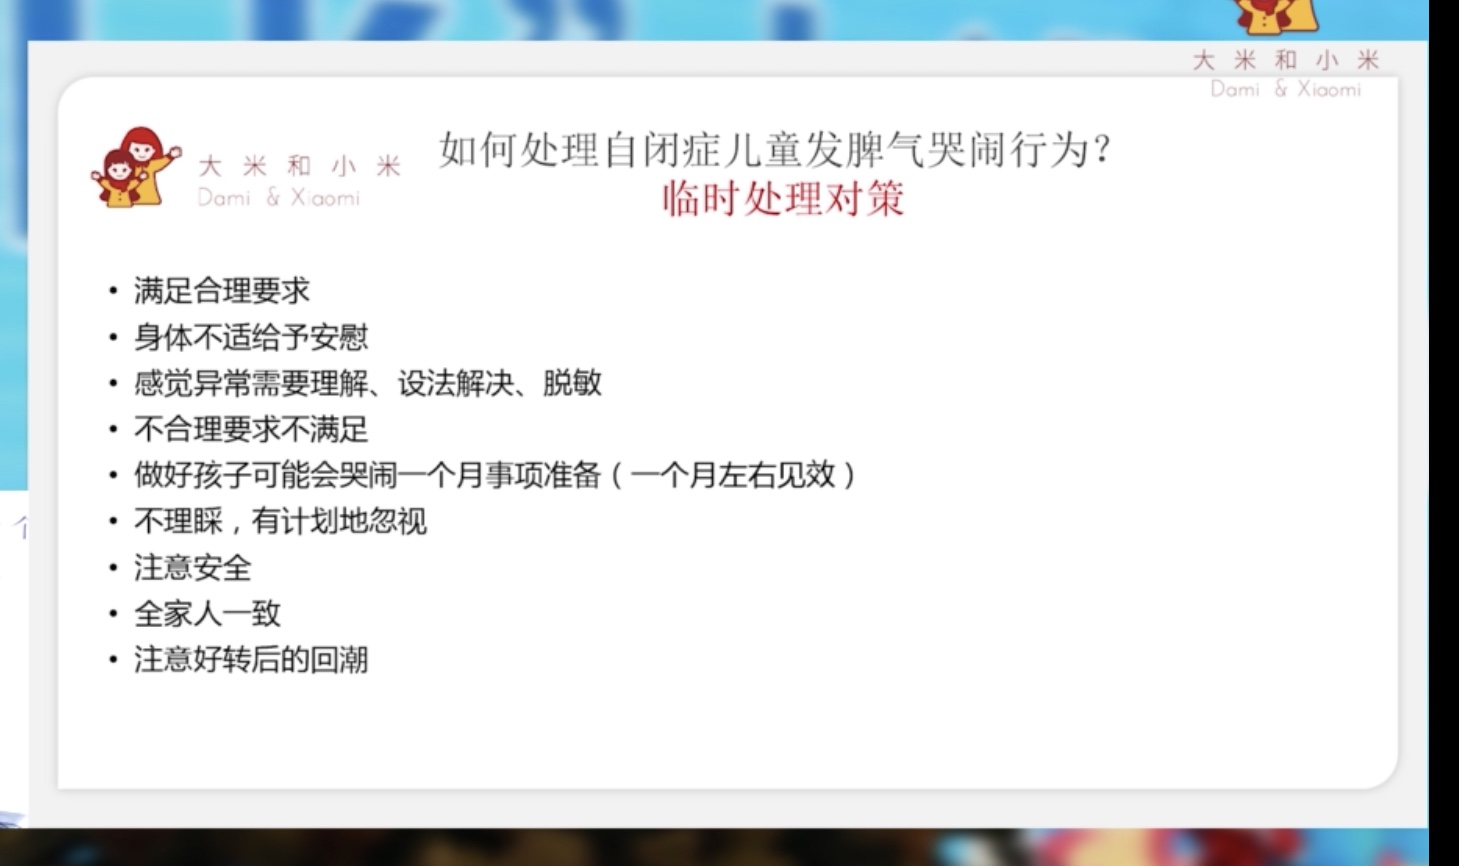 大米和小米
Dami & Xiaomi
大米和小米
Dami & Xiaomi
如何处理自闭症儿童发脾气哭闹行为？
临时处理对策
• 满足合理要求
• 身体不适给予安慰
• 感觉异常需要理解、设法解决、脱敏
• 不合理要求不满足
• 做好孩子可能会哭闹一个月事项准备（一个月左右见效）
• 不理睬，有计划地忽视
• 注意安全
• 全家人一致
• 注意好转后的回潮
个